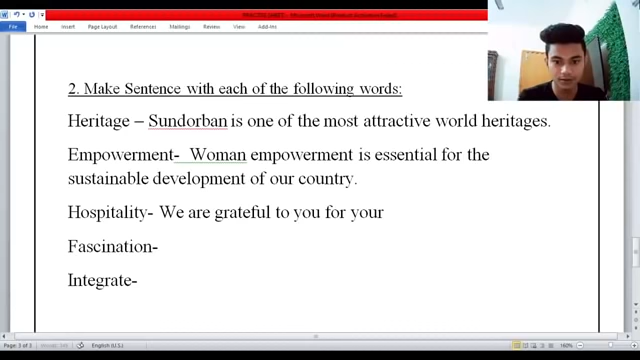 File Home Insert Page Layout References Mailings Review View Add-Ins
2. Make Sentence with each of the following words:
Heritage – Sundorban is one of the most attractive world heritages.
Empowerment- Woman empowerment is essential for the
sustainable development of our country.
Hospitality- We are grateful to you for your
Fascination-
Integrate-
Page: 3 of 3 English (U.S.) 160%